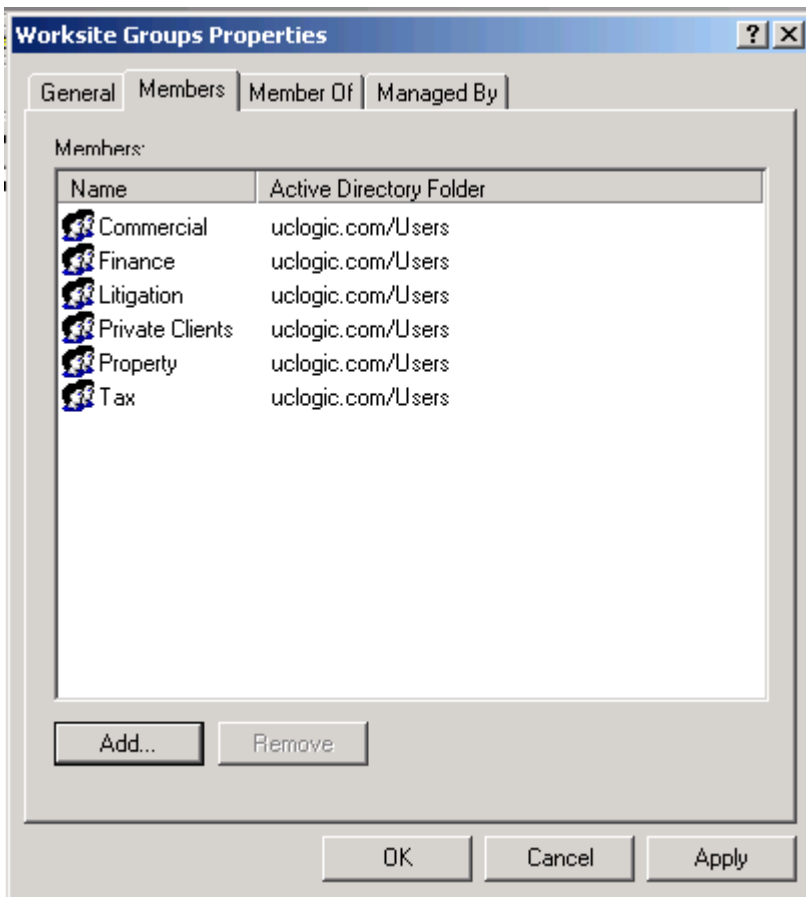 Worksite Groups Properties
General Members Member Of Managed By
Members:
Name Active Directory Folder
Commercial uclogic.com/Users
Finance uclogic.com/Users
Litigation uclogic.com/Users
Private Clients uclogic.com/Users
Property uclogic.com/Users
Tax uclogic.com/Users
Add... Remove
OK Cancel Apply